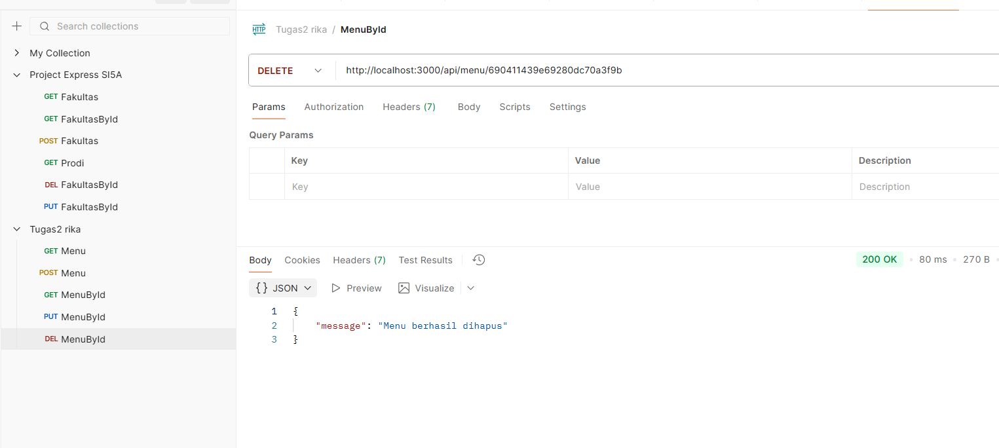 Search collections
My Collection
Project Express SI5A
GET Fakultas
GET FakultasById
POST Fakultas
GET Prodi
DEL FakultasById
PUT FakultasById
Tugas2 rika
GET Menu
POST Menu
GET MenuById
PUT MenuById
DEL MenuById
HTTP Tugas2 rika / MenuById
DELETE http://localhost:3000/api/menu/690411439e69280dc70a3f9b
Params Authorization Headers (7) Body Scripts Settings
Query Params
Key Value Description
Key Value Description
Body Cookies Headers (7) Test Results 200 OK 80 ms 270 B
{} JSON Preview Visualize
1 {
2 "message": "Menu berhasil dihapus"
3 }